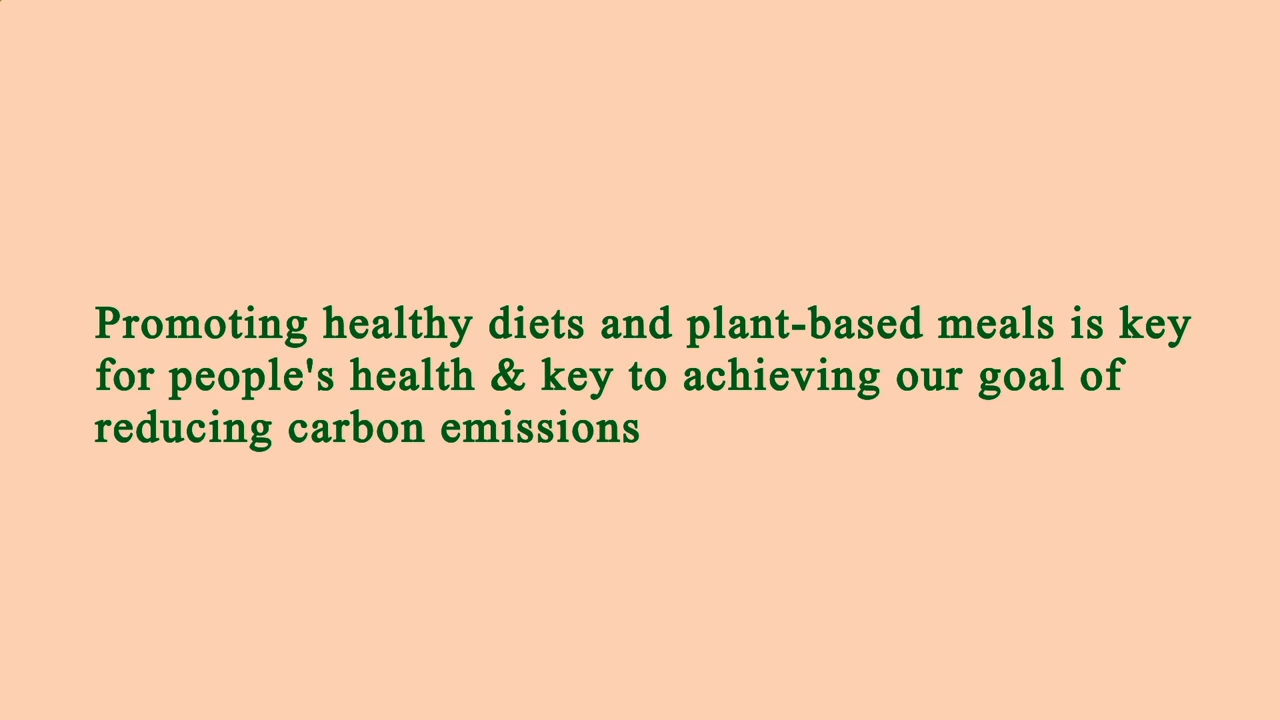 Promoting healthy diets and plant-based meals is key
for people's health & key to achieving our goal of
reducing carbon emissions